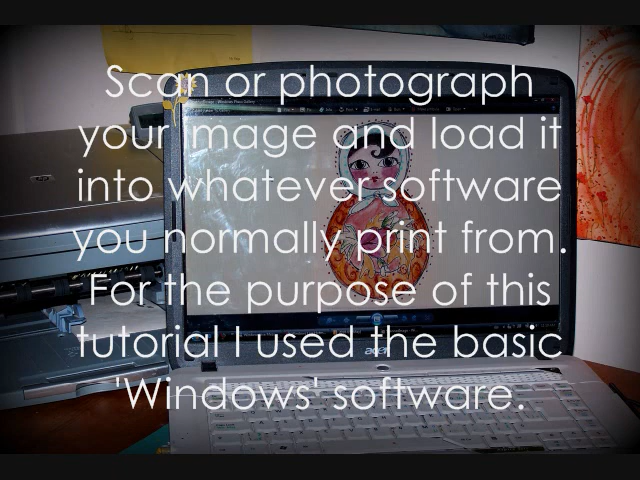 Scan or photograph
your image and load it
into whatever software
you normally print from.
For the purpose of this
tutorial I used the basic
'Windows' software.
acer